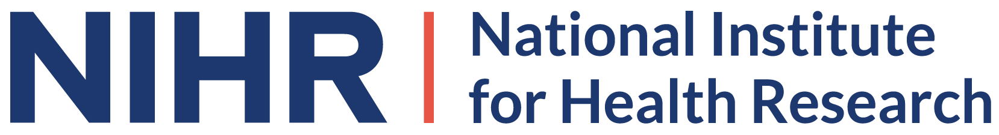 NIHR
National Institute
for Health Research